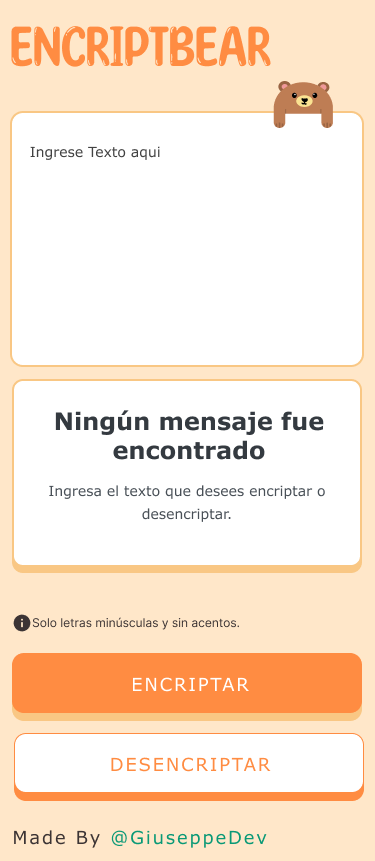 ENCRIPTBEAR
Ingrese Texto aqui
Ningún mensaje fue
encontrado
Ingresa el texto que desees encriptar o
desencriptar.
Solo letras minúsculas y sin acentos.
ENCRIPTAR
DESENCRIPTAR
Made By @GiuseppeDev